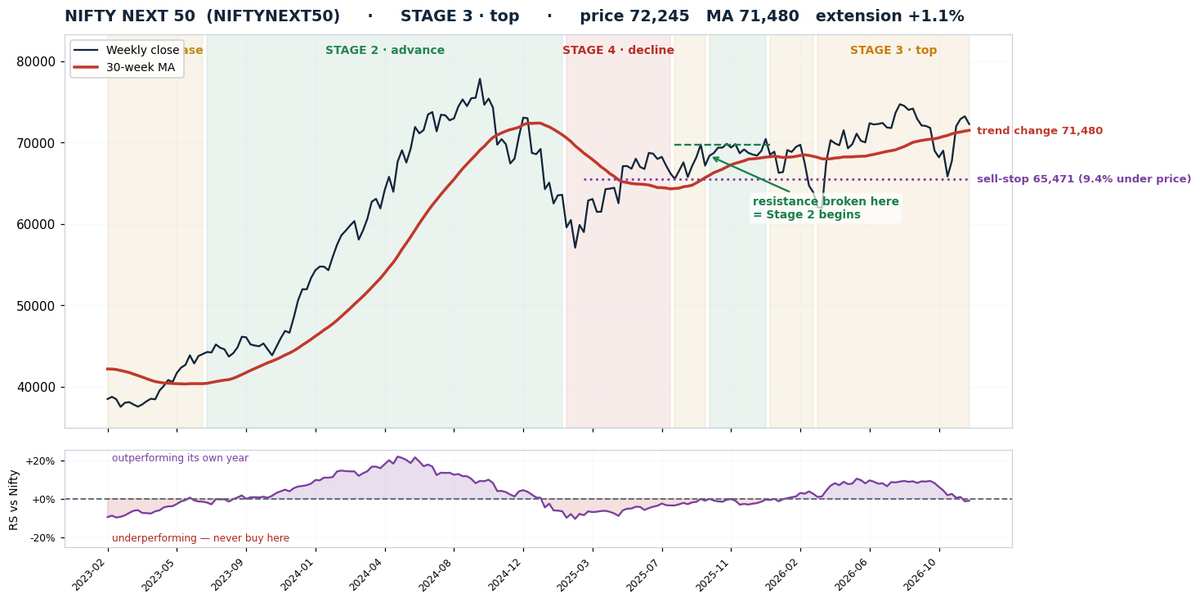 NIFTY NEXT 50 (NIFTYNEXT50) · STAGE 3 · top · price 72,245 MA 71,480 extension +1.1%
Weekly close
30-week MA
ase
STAGE 2 · advance
STAGE 4 · decline
STAGE 3 · top
80000
70000
60000
50000
40000
trend change 71,480
sell-stop 65,471 (9.4% under price)
resistance broken here
= Stage 2 begins
RS vs Nifty
+20%
+0%
-20%
outperforming its own year
underperforming — never buy here
2023-02
2023-05
2023-09
2024-01
2024-04
2024-08
2024-12
2025-03
2025-07
2025-11
2026-02
2026-06
2026-10